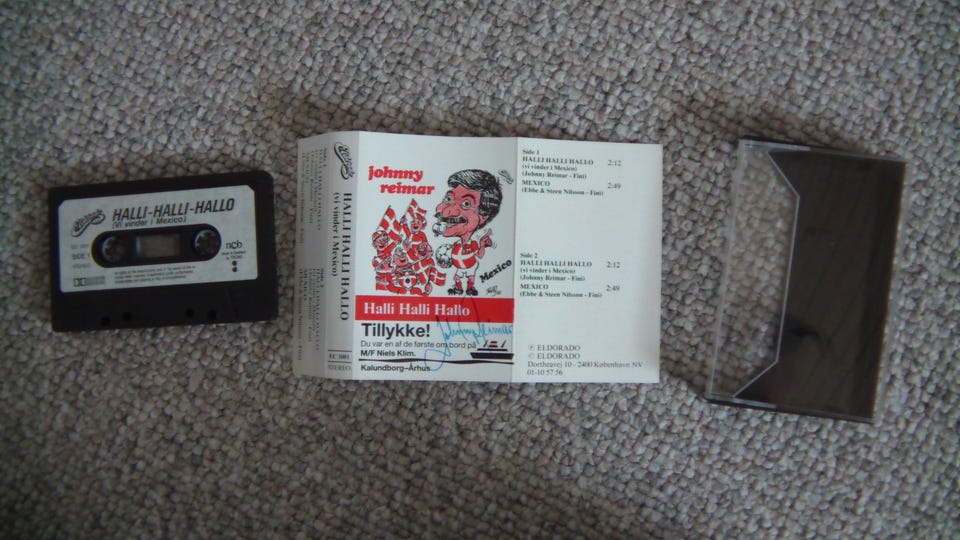 HALLI-HALLI-HALLO
(Vi vinder i Mexico)
SIDE 1
STEREO
ncb
HALLI HALLI HALLO
(vi vinder i Mexico)
EC 1001
STEREO
johnny
reimar
Mexico
Halli Halli Hallo
Tillykke!
Du var en af de første om bord på
M/F Niels Klim.
Kalundborg–Århus
Side 1
HALLI HALLI HALLO 2:12
(vi vinder i Mexico)
(Johnny Reimar - Fini)
MEXICO 2:49
(Ebbe & Steen Nilsson - Fini)
Side 2
HALLI HALLI HALLO 2:12
(vi vinder i Mexico)
(Johnny Reimar - Fini)
MEXICO 2:49
(Ebbe & Steen Nilsson - Fini)
Ⓟ ELDORADO
© ELDORADO
Dortheavej 10 - 2400 København NV
01-10 57 56